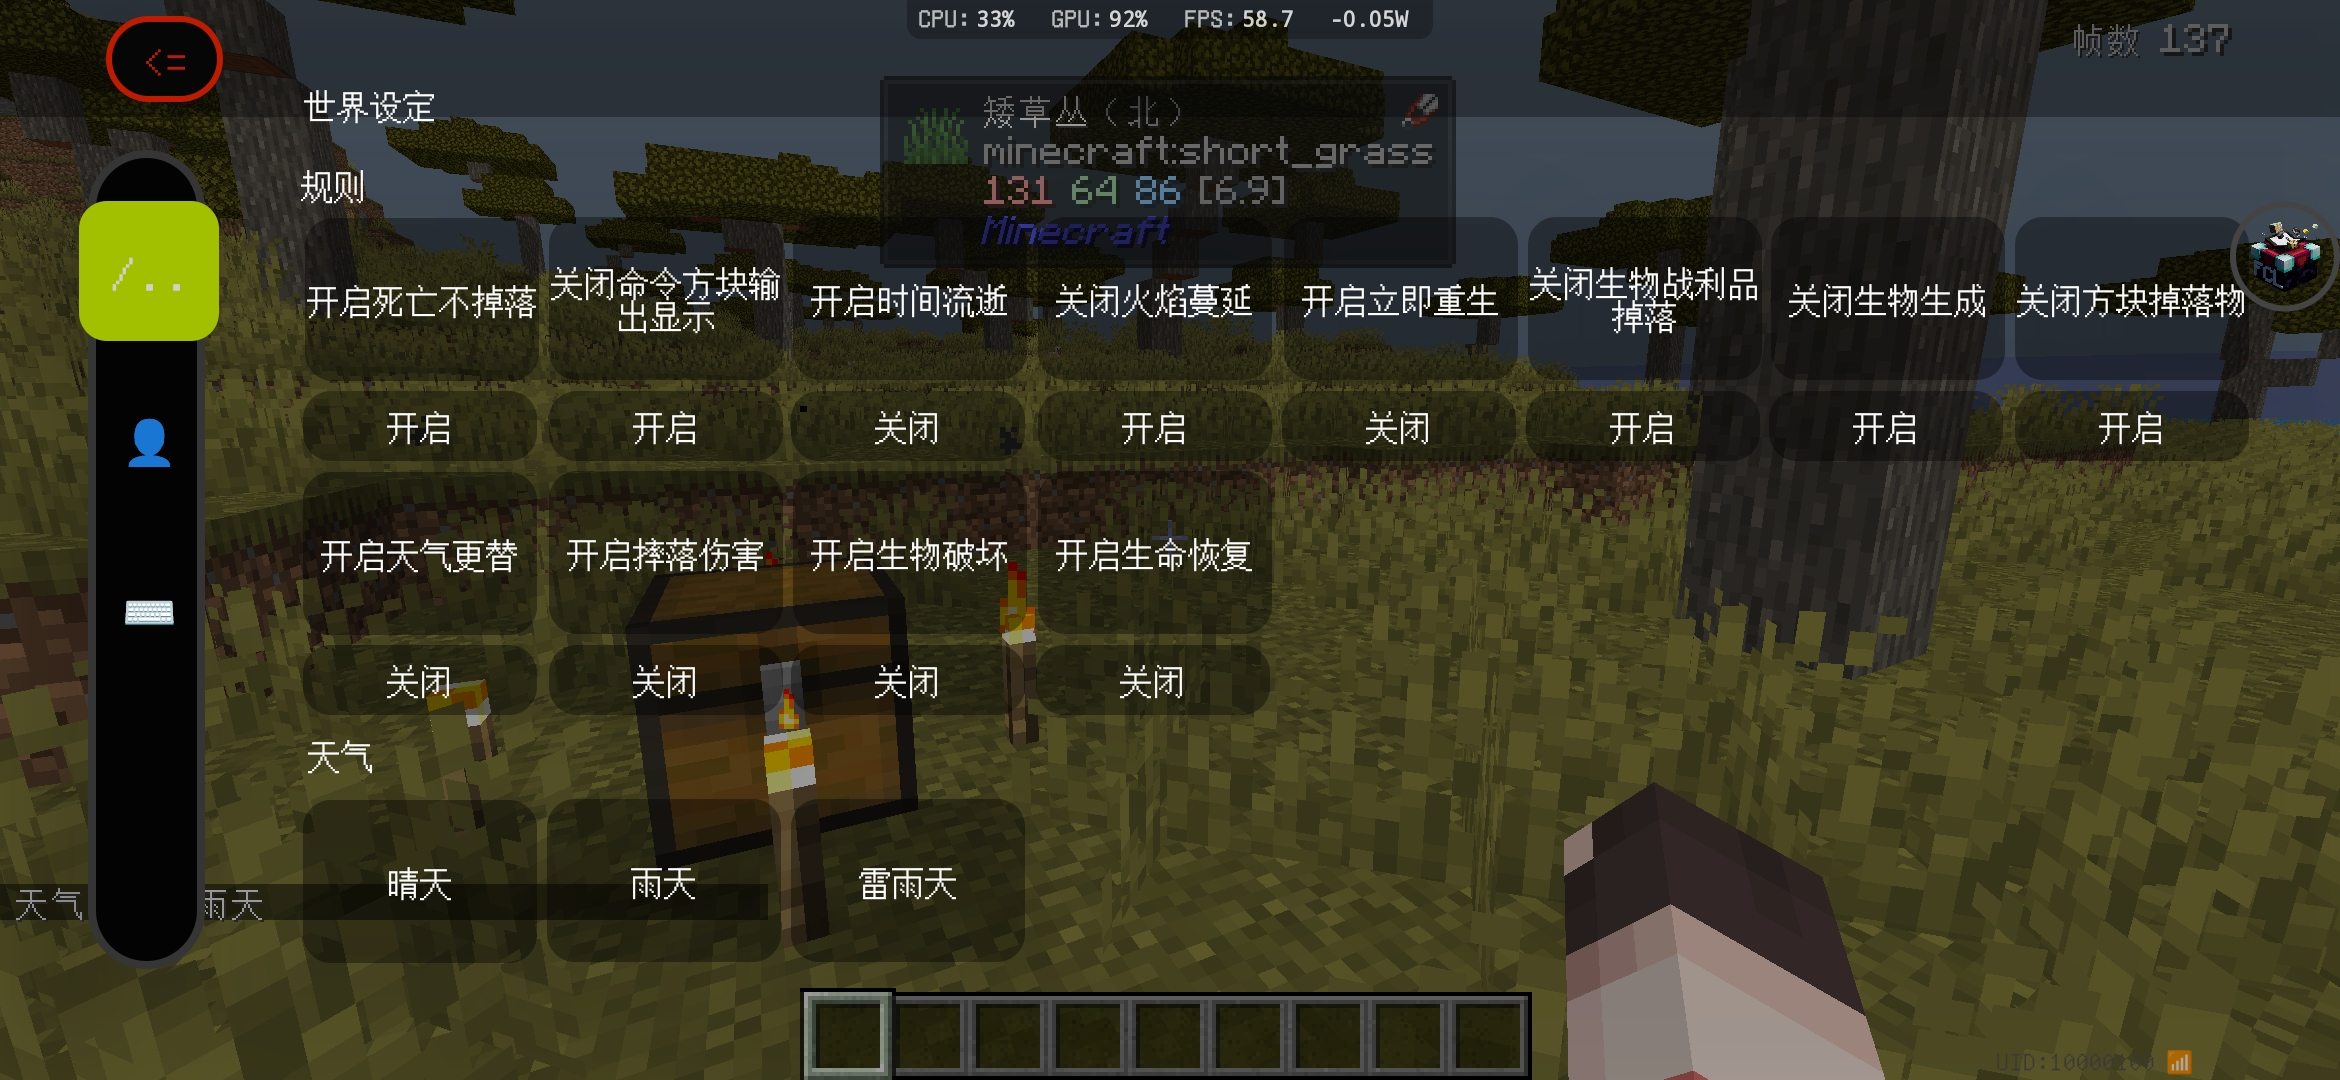 CPU: 33% GPU: 92% FPS: 58.7 -0.05W
帧数 137
<=
世界设定
矮草丛（北）
minecraft:short_grass
131 64 86 [6.9]
Minecraft
规则
/..
开启死亡不掉落
关闭命令方块输
出显示
开启时间流逝
关闭火焰蔓延
开启立即重生
关闭生物战利品
掉落
关闭生物生成
关闭方块掉落物
FCL
开启 开启 关闭 开启 关闭 开启 开启 开启
开启天气更替 开启摔落伤害 开启生物破坏 开启生命恢复
关闭 关闭 关闭 关闭
天气
晴天 雨天 雷雨天
天气 雨天